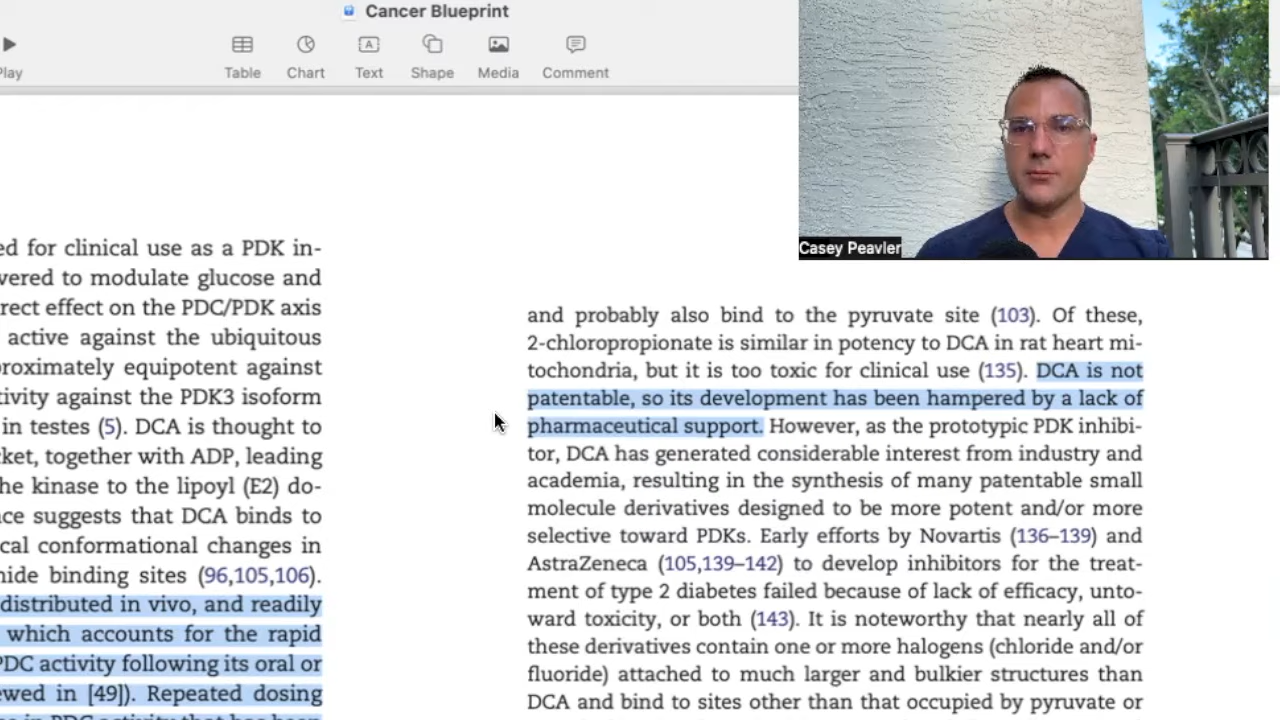 Cancer Blueprint
Play
Table
Chart
Text
Shape
Media
Comment
Casey Peavler
ed for clinical use as a PDK in-
vered to modulate glucose and
rect effect on the PDC/PDK axis
active against the ubiquitous
proximately equipotent against
tivity against the PDK3 isoform
in testes (5). DCA is thought to
ket, together with ADP, leading
he kinase to the lipoyl (E2) do-
nce suggests that DCA binds to
cal conformational changes in
nide binding sites (96,105,106).
distributed in vivo, and readily
which accounts for the rapid
PDC activity following its oral or
ewed in [49]). Repeated dosing
and probably also bind to the pyruvate site (103). Of these,
2-chloropropionate is similar in potency to DCA in rat heart mi-
tochondria, but it is too toxic for clinical use (135). DCA is not
patentable, so its development has been hampered by a lack of
pharmaceutical support. However, as the prototypic PDK inhibi-
tor, DCA has generated considerable interest from industry and
academia, resulting in the synthesis of many patentable small
molecule derivatives designed to be more potent and/or more
selective toward PDKs. Early efforts by Novartis (136–139) and
AstraZeneca (105,139–142) to develop inhibitors for the treat-
ment of type 2 diabetes failed because of lack of efficacy, unto-
ward toxicity, or both (143). It is noteworthy that nearly all of
these derivatives contain one or more halogens (chloride and/or
fluoride) attached to much larger and bulkier structures than
DCA and bind to sites other than that occupied by pyruvate or